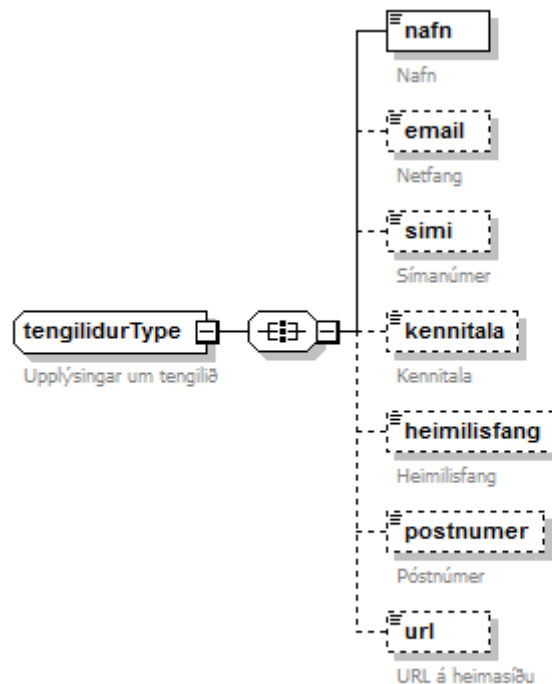 nafn
Nafn
email
Netfang
simi
Símanúmer
tengilidurType
Upplýsingar um tengilið
kennitala
Kennitala
heimilisfang
Heimilisfang
postnumer
Póstnúmer
url
URL á heimasíðu